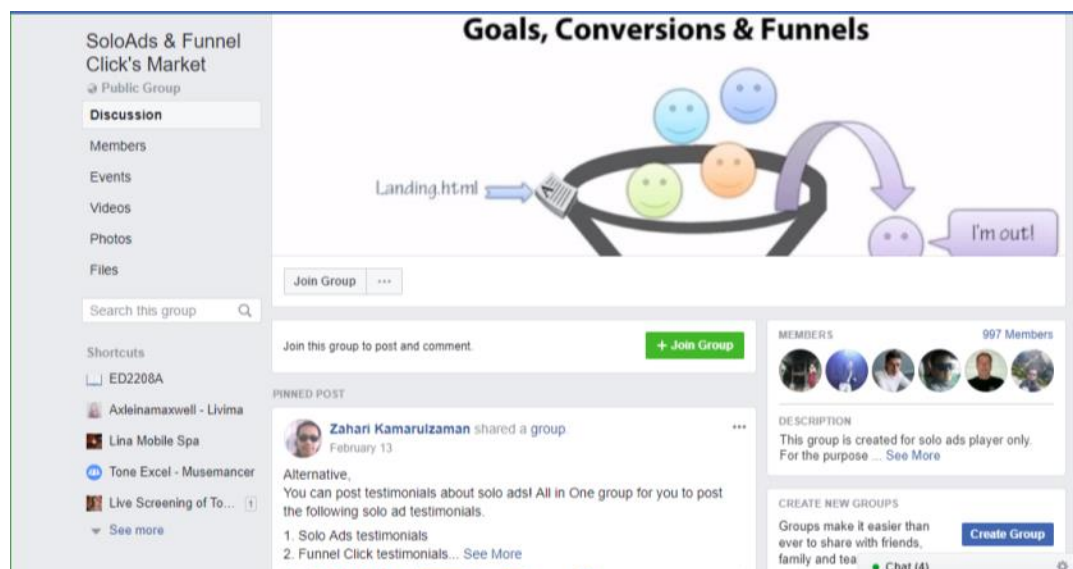 SoloAds & Funnel
Click's Market
Public Group
Discussion
Members
Events
Videos
Photos
Files
Search this group
Shortcuts
ED2208A
Axleinamaxwell - Livima
Lina Mobile Spa
Tone Excel - Musemancer
Live Screening of To... 1
See more
Goals, Conversions & Funnels
Landing.html
I'm out!
Join Group
Join this group to post and comment.
+ Join Group
PINNED POST
Zahari Kamarulzaman shared a group.
February 13
Alternative,
You can post testimonials about solo ads! All in One group for you to post
the following solo ad testimonials.
1. Solo Ads testimonials
2. Funnel Click testimonials... See More
MEMBERS
997 Members
DESCRIPTION
This group is created for solo ads player only.
For the purpose ... See More
CREATE NEW GROUPS
Groups make it easier than
ever to share with friends,
family and tea
Create Group
Chat (4)